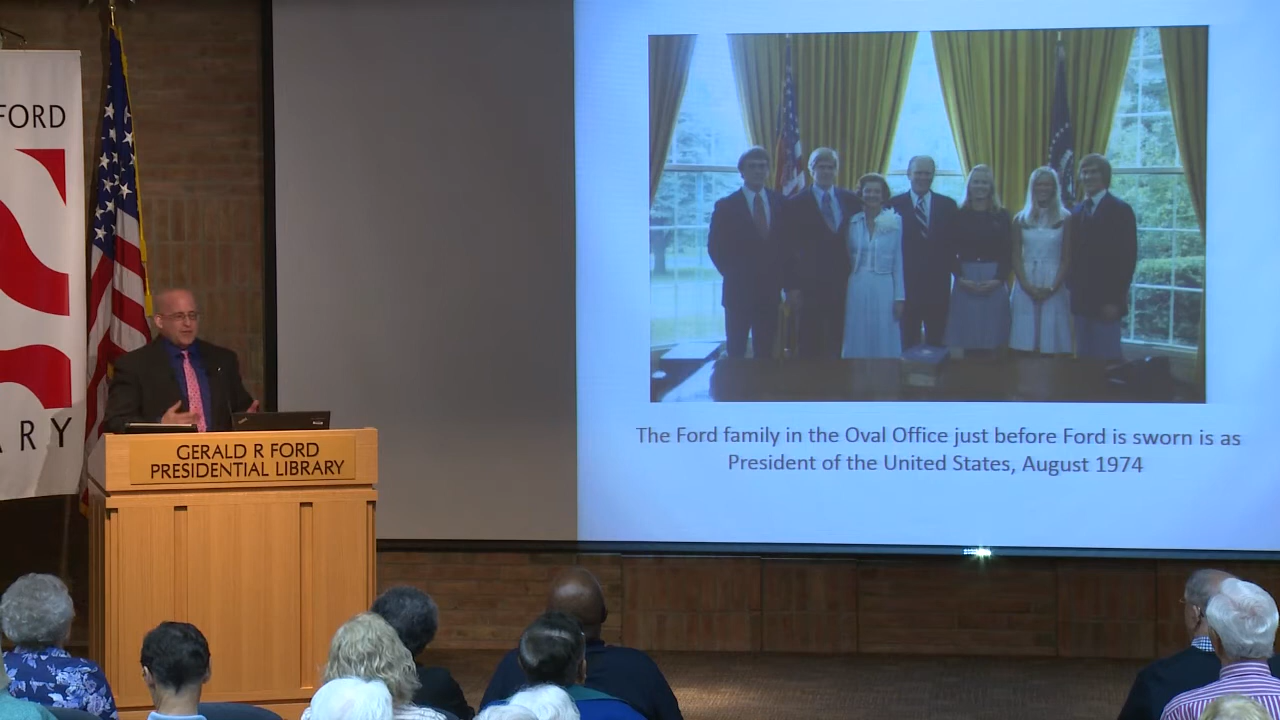 FORD
ARY
GERALD R FORD
PRESIDENTIAL LIBRARY
The Ford family in the Oval Office just before Ford is sworn is as
President of the United States, August 1974